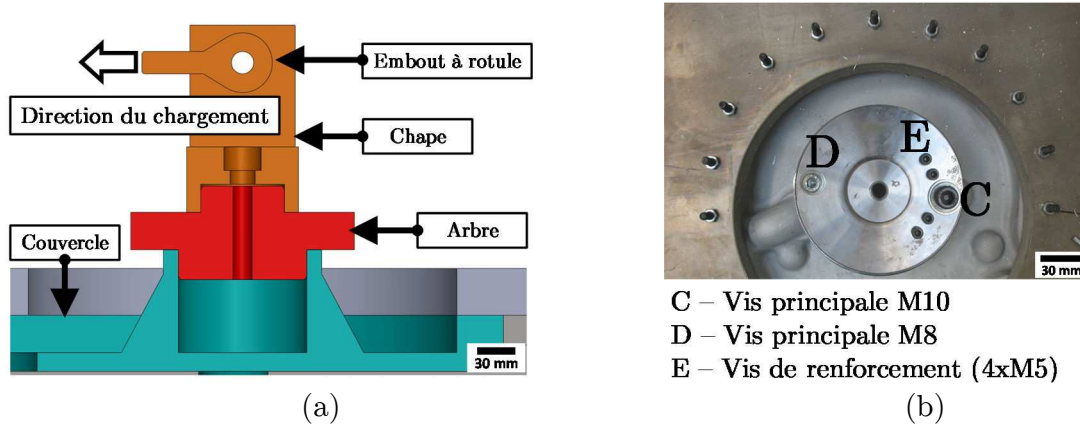 Embout à rotule
Direction du chargement
Chape
Couvercle
Arbre
30 mm
(a)
E
D
C
30 mm
C – Vis principale M10
D – Vis principale M8
E – Vis de renforcement (4xM5)
(b)